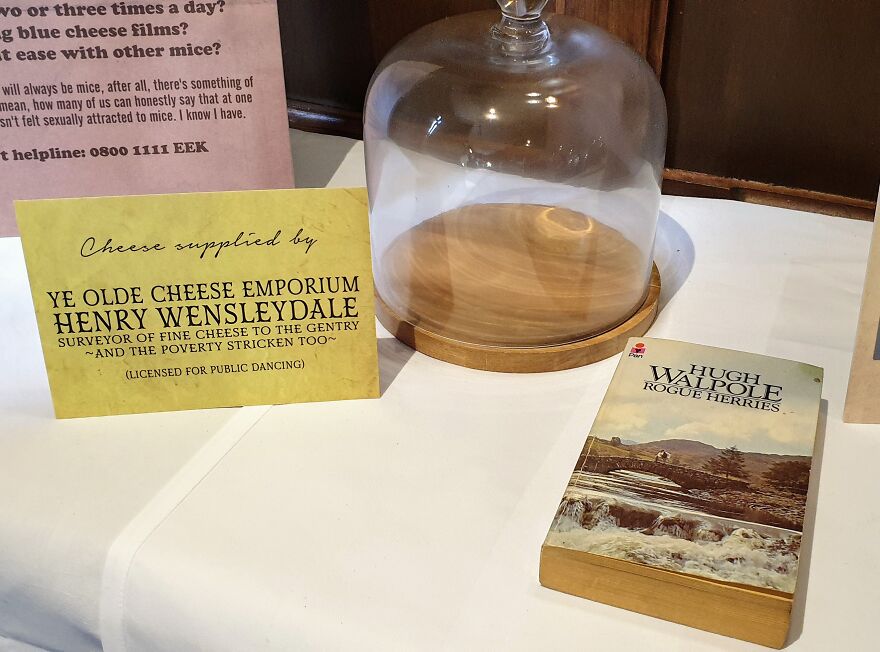 wo or three times a day?
g blue cheese films?
t ease with other mice?
will always be mice, after all, there's something of
mean, how many of us can honestly say that at one
sn't felt sexually attracted to mice. I know I have.
t helpline: 0800 1111 EEK
Cheese supplied by
YE OLDE CHEESE EMPORIUM
HENRY WENSLEYDALE
SURVEYOR OF FINE CHEESE TO THE GENTRY
~AND THE POVERTY STRICKEN TOO~
(LICENSED FOR PUBLIC DANCING)
Pan
HUGH
WALPOLE
ROGUE HERRIES